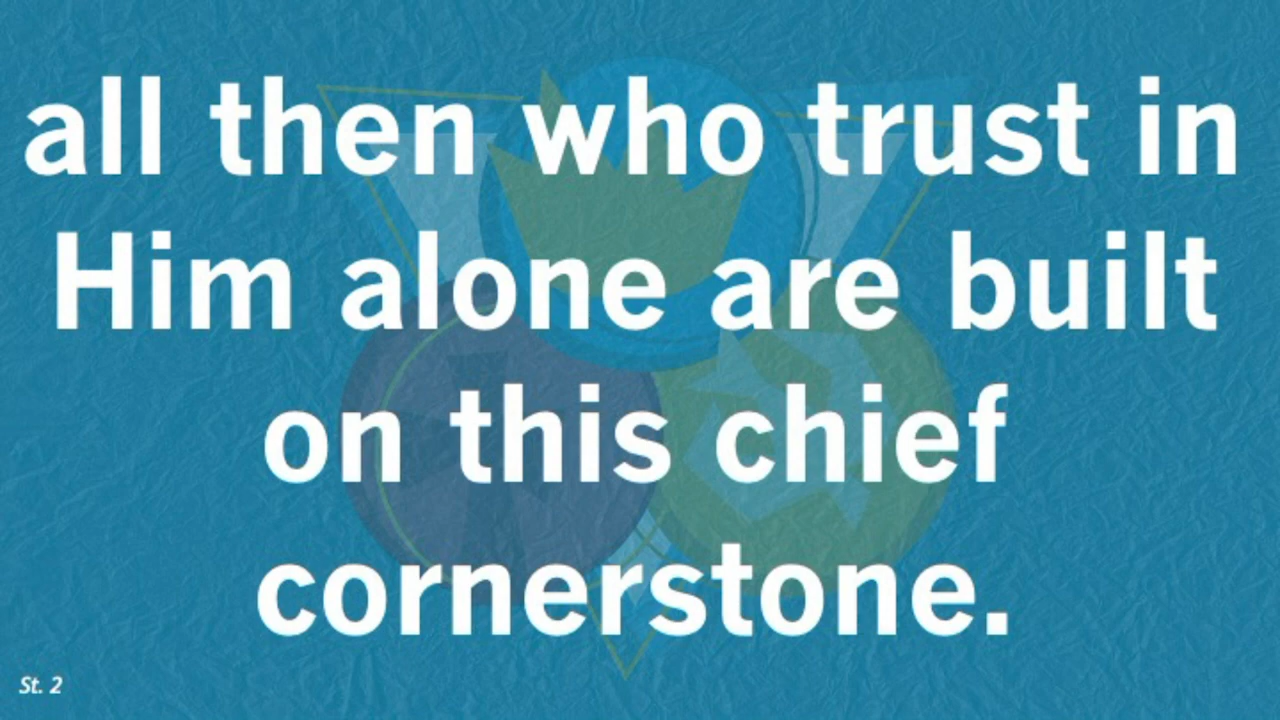 all then who trust in
Him alone are built
on this chief
cornerstone.
St. 2